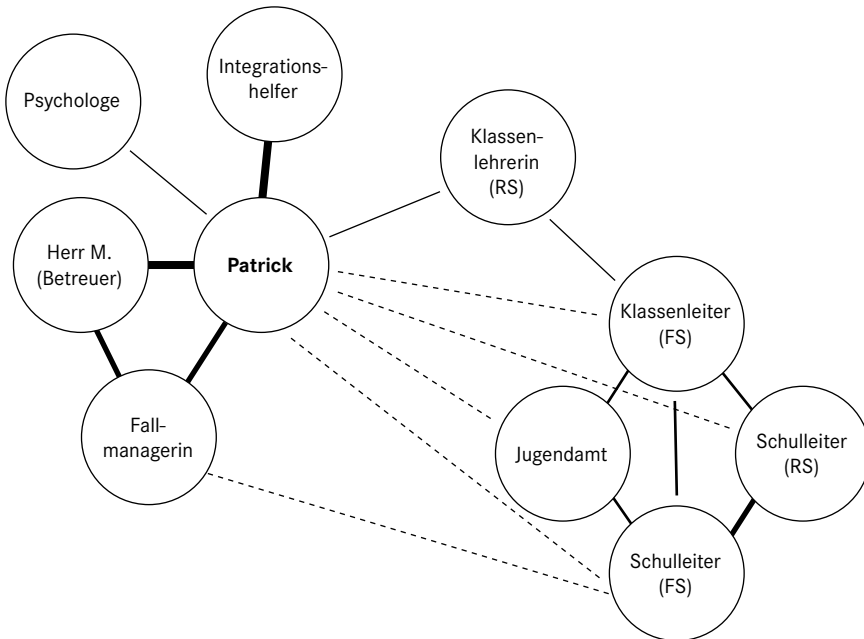 Integrations-
helfer
Psychologe
Klassen-
lehrerin
(RS)
Herr M.
(Betreuer)
Patrick
Klassenleiter
(FS)
Fall-
managerin
Jugendamt
Schulleiter
(RS)
Schulleiter
(FS)